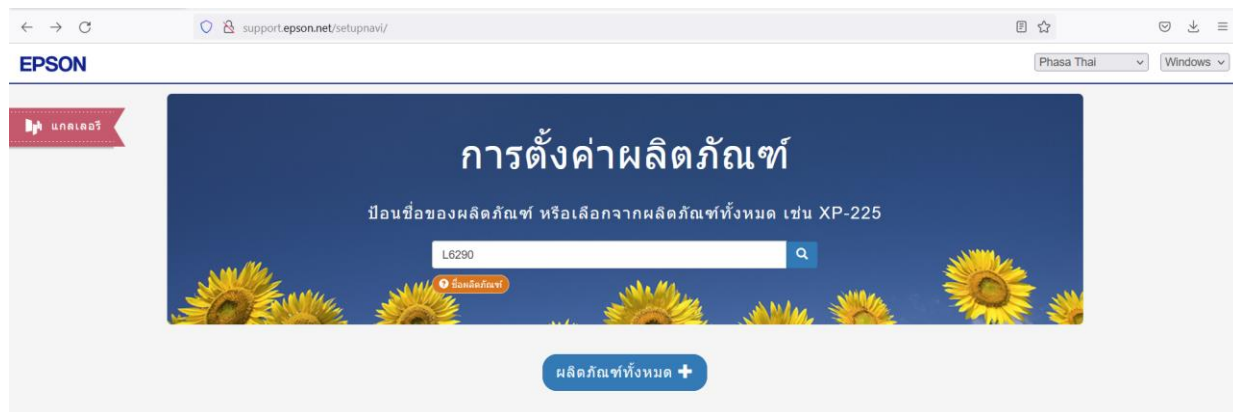 support.epson.net/setupnavi/
EPSON
Phasa Thai
Windows
แกลเลอรี
การตั้งค่าผลิตภัณฑ์
ป้อนชื่อของผลิตภัณฑ์ หรือเลือกจากผลิตภัณฑ์ทั้งหมด เช่น XP-225
L6290
ชื่อผลิตภัณฑ์
ผลิตภัณฑ์ทั้งหมด